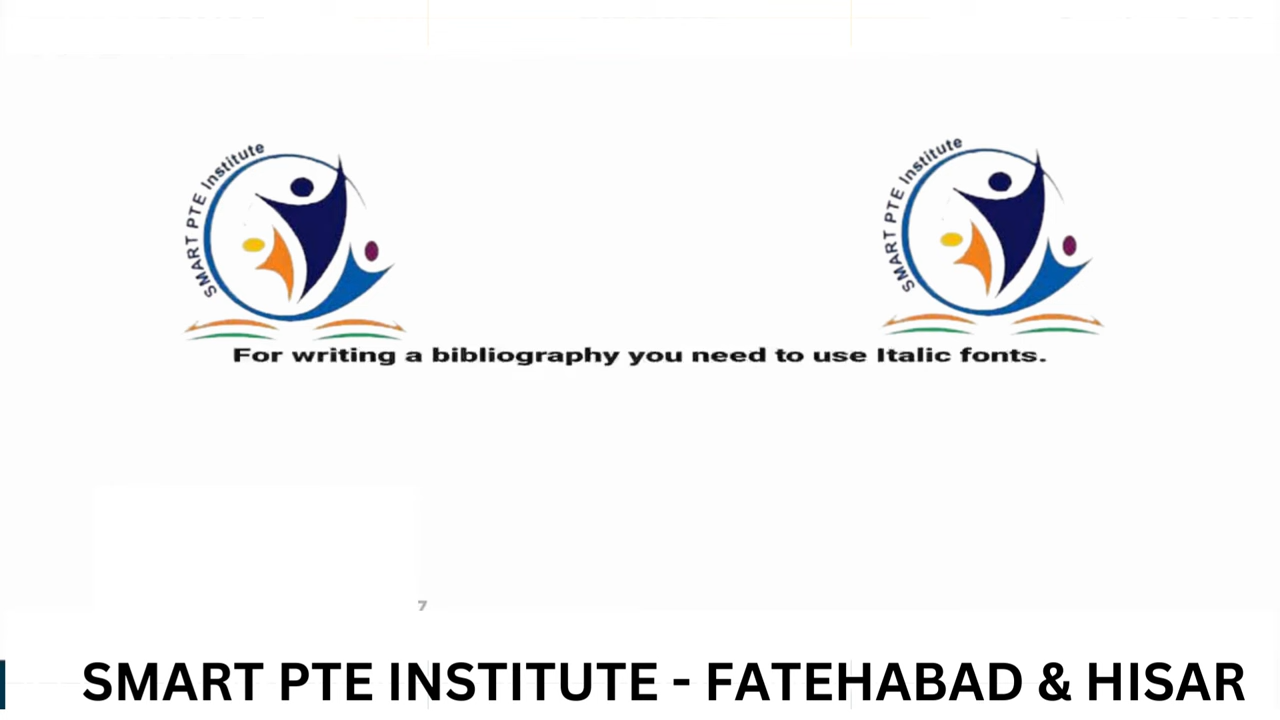 SMART PTE Institute
SMART PTE Institute
For writing a bibliography you need to use Italic fonts.
7
SMART PTE INSTITUTE - FATEHABAD & HISAR